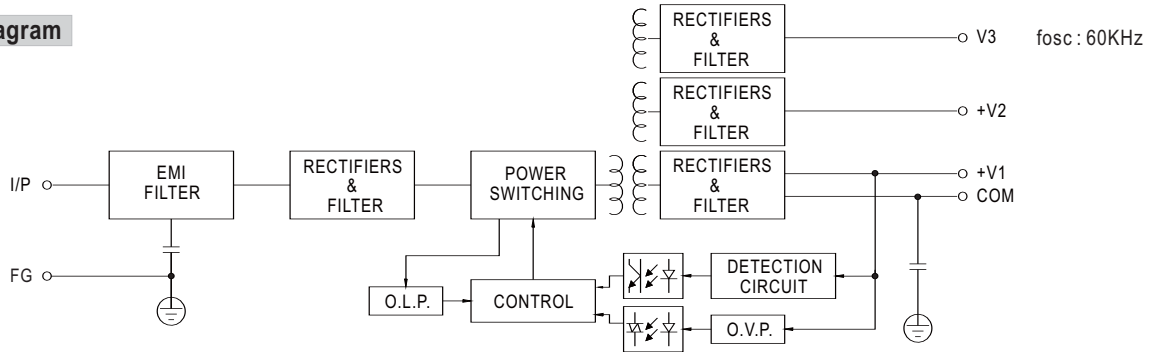 agram
RECTIFIERS
&
FILTER
V3
fosc : 60KHz
RECTIFIERS
&
FILTER
+V2
I/P
EMI
FILTER
RECTIFIERS
&
FILTER
POWER
SWITCHING
RECTIFIERS
&
FILTER
+V1
COM
FG
O.L.P.
CONTROL
DETECTION
CIRCUIT
O.V.P.